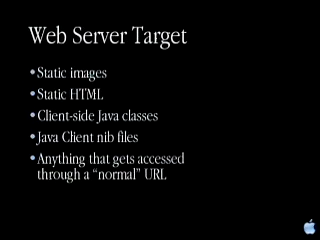 Web Server Target
• Static images
• Static HTML
• Client-side Java classes
• Java Client nib files
• Anything that gets accessed
through a “normal” URL